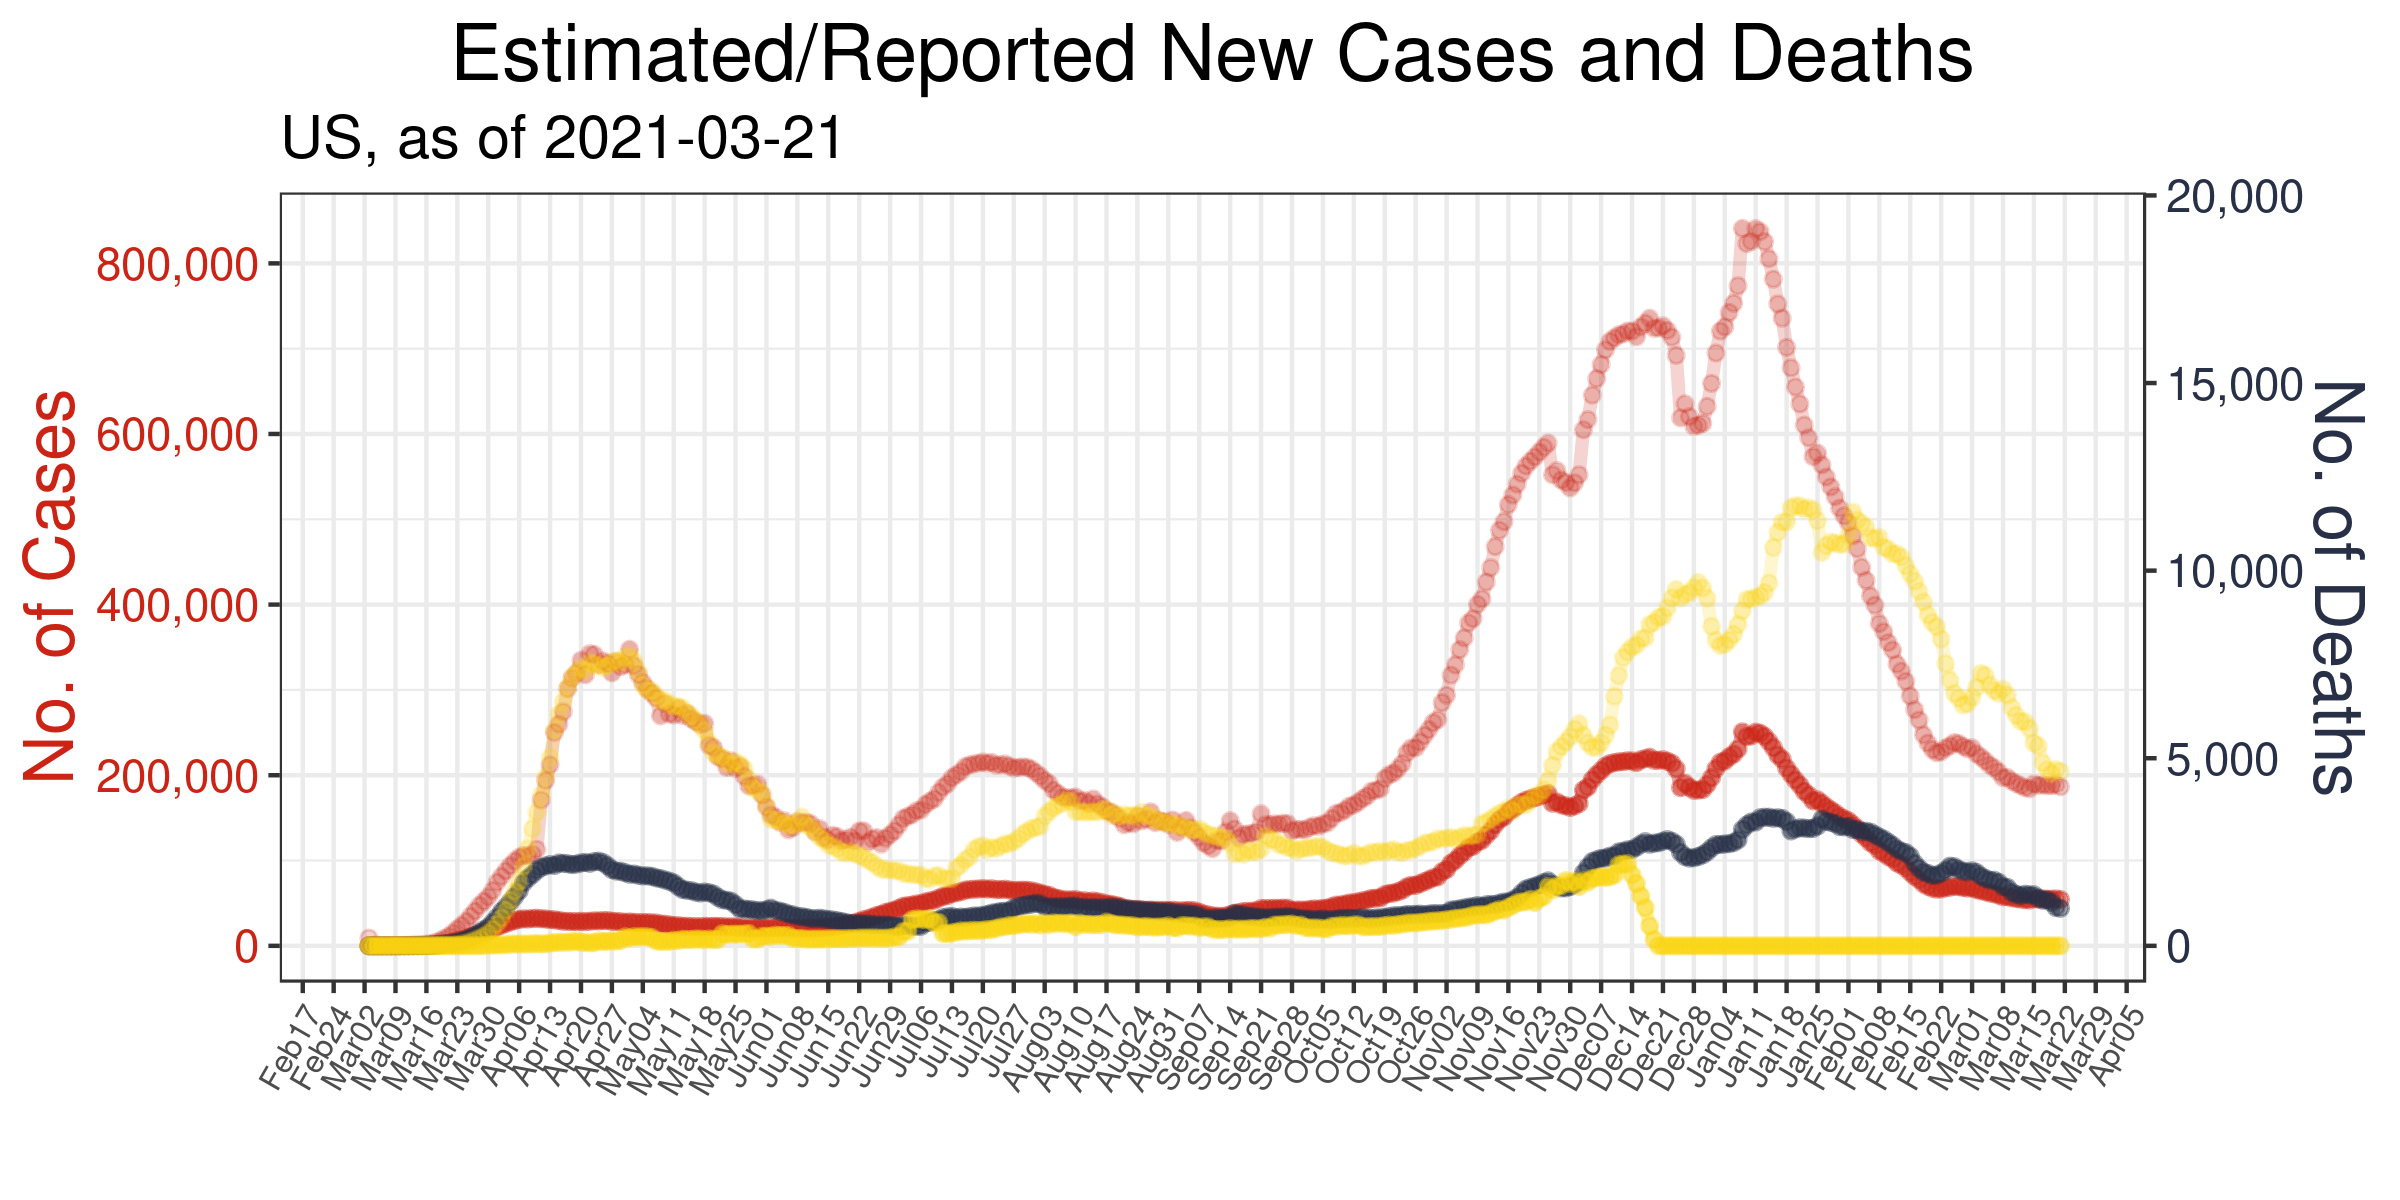 Estimated/Reported New Cases and Deaths
US, as of 2021-03-21
No. of Cases
800,000
600,000
400,000
200,000
0
20,000
15,000
10,000
5,000
0
No. of Deaths
Feb17
Feb24
Mar02
Mar09
Mar16
Mar23
Mar30
Apr06
Apr13
Apr20
Apr27
May04
May11
May18
May25
Jun01
Jun08
Jun15
Jun22
Jun29
Jul06
Jul13
Jul20
Jul27
Aug03
Aug10
Aug17
Aug24
Aug31
Sep07
Sep14
Sep21
Sep28
Oct05
Oct12
Oct19
Oct26
Nov02
Nov09
Nov16
Nov23
Nov30
Dec07
Dec14
Dec21
Dec28
Jan04
Jan11
Jan18
Jan25
Feb01
Feb08
Feb15
Feb22
Mar01
Mar08
Mar15
Mar22
Mar29
Apr05